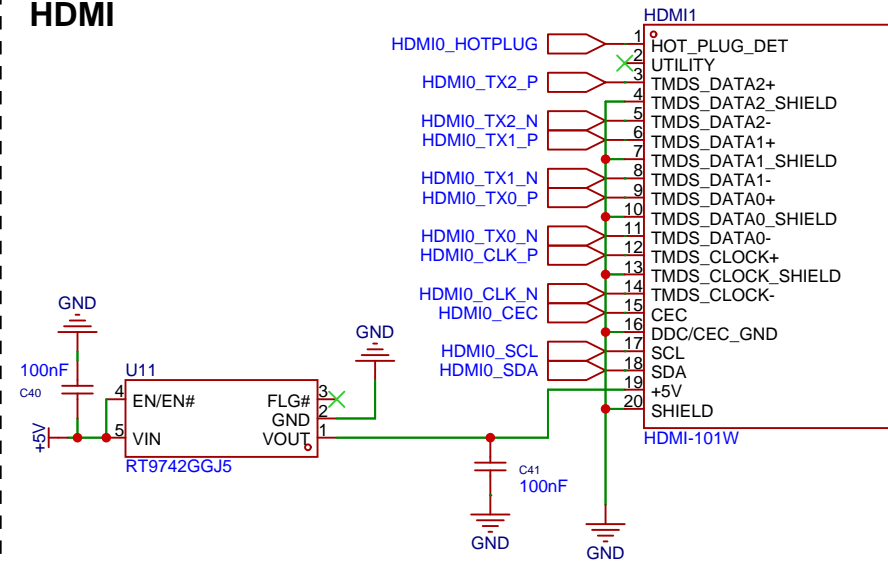 HDMI
HDMI1
HDMI0_HOTPLUG 1 HOT_PLUG_DET
2 UTILITY
HDMI0_TX2_P 3 TMDS_DATA2+
4 TMDS_DATA2_SHIELD
HDMI0_TX2_N 5 TMDS_DATA2-
HDMI0_TX1_P 6 TMDS_DATA1+
7 TMDS_DATA1_SHIELD
HDMI0_TX1_N 8 TMDS_DATA1-
HDMI0_TX0_P 9 TMDS_DATA0+
10 TMDS_DATA0_SHIELD
HDMI0_TX0_N 11 TMDS_DATA0-
HDMI0_CLK_P 12 TMDS_CLOCK+
13 TMDS_CLOCK_SHIELD
HDMI0_CLK_N 14 TMDS_CLOCK-
HDMI0_CEC 15 CEC
16 DDC/CEC_GND
HDMI0_SCL 17 SCL
HDMI0_SDA 18 SDA
19 +5V
20 SHIELD
HDMI-101W
GND
GND
100nF
C40
U11
4 EN/EN# FLG# 3
GND 2
+5V 5 VIN VOUT 1
RT9742GGJ5
C41
100nF
GND
GND